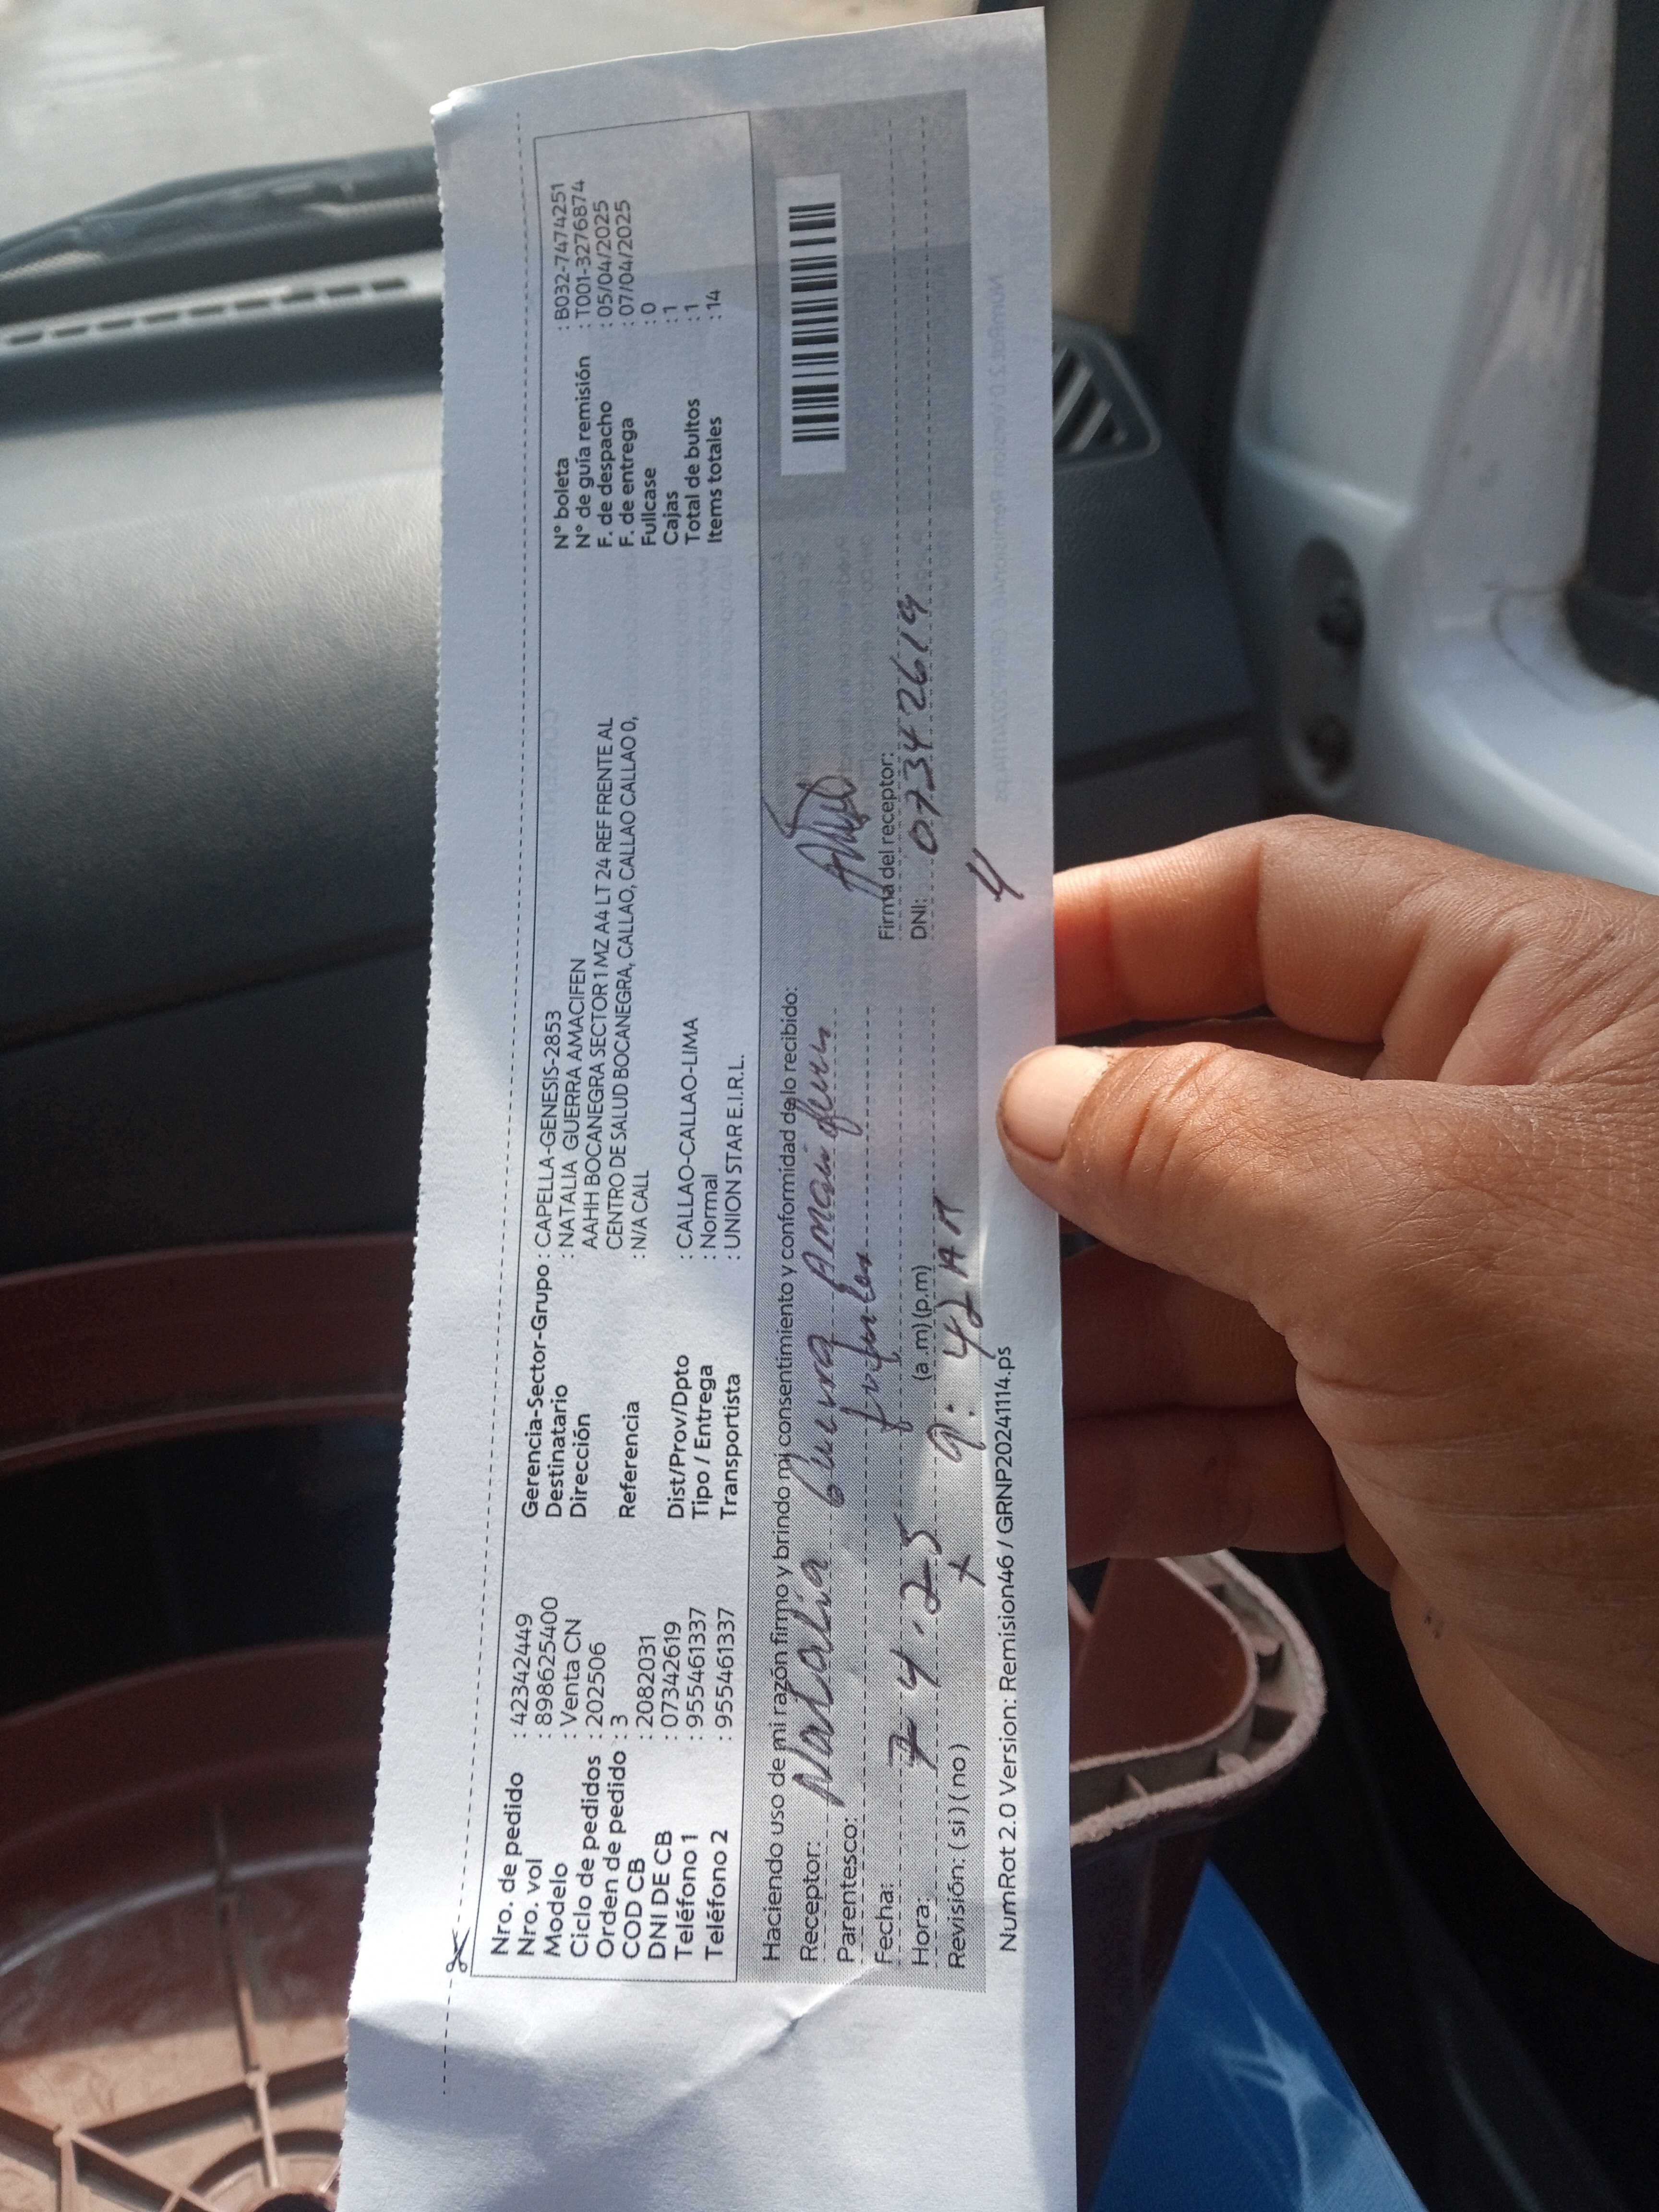 Nro. de pedido : 42342449
Nro. vol : 898625400
Modelo : Venta CN
Ciclo de pedidos : 202506
Orden de pedido : 3
COD CB : 2082031
DNI DE CB : 07342619
Teléfono 1 : 955461337
Teléfono 2 : 955461337
Gerencia-Sector-Grupo : CAPELLA-GENESIS-2853
Destinatario : NATALIA GUERRA AMACIFEN
Dirección AAHH BOCANEGRA SECTOR 1 MZ A4 LT 24 REF FRENTE AL
CENTRO DE SALUD BOCANEGRA, CALLAO, CALLAO CALLAO 0,
Referencia : N/A CALL
Dist/Prov/Dpto : CALLAO-CALLAO-LIMA
Tipo / Entrega : Normal
Transportista : UNION STAR E.I.R.L.
N° boleta : B032-7474251
N° de guía remisión : T001-3276874
F. de despacho : 05/04/2025
F. de entrega : 07/04/2025
Fullcase : 0
Cajas : 1
Total de bultos : 1
Items totales : 14
Haciendo uso de mi razón firmo y brindo mi consentimiento y conformidad de lo recibido:
Receptor: Natalia Guerra
Parentesco:
Fecha: 7-4-25
Hora: 9:42 AM (a.m) (p.m)
Revisión: ( si ) ( no )
Firma del receptor:
DNI: 07342619
4
NumRot 2.0 Version: Remision46 / GRNP20241114.ps